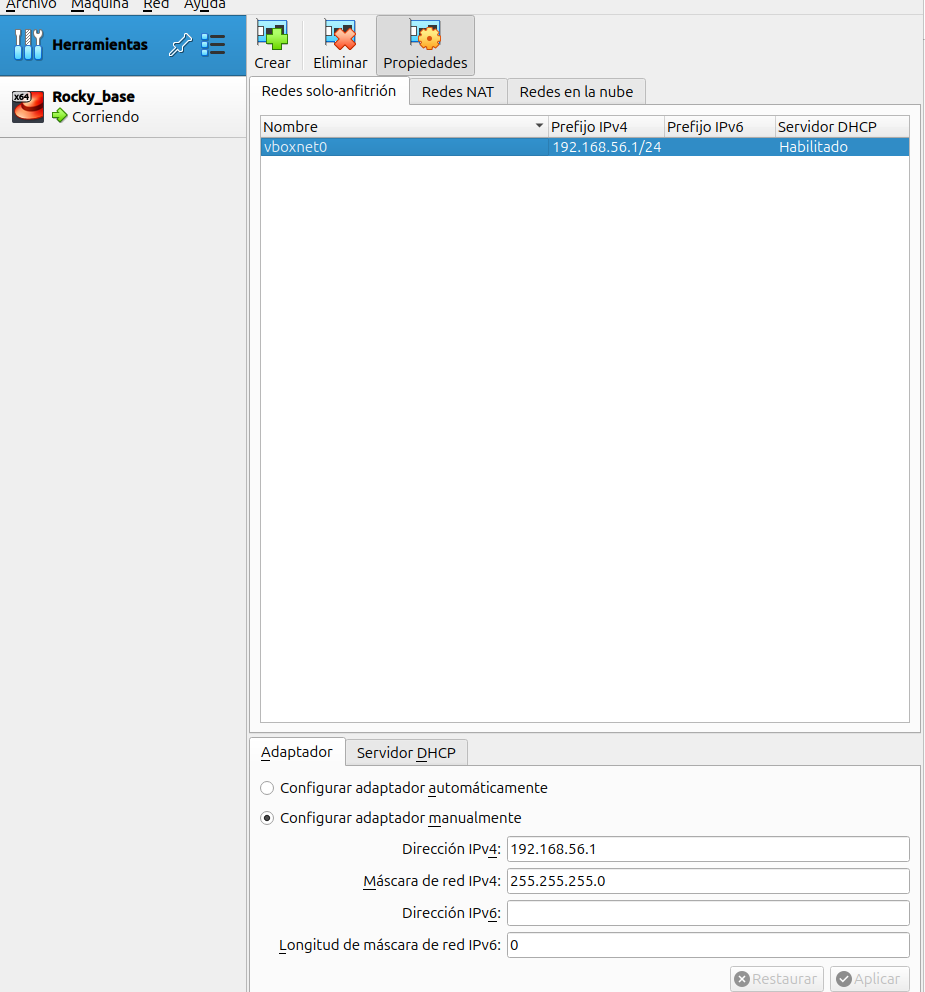 Archivo Máquina Red Ayuda
Herramientas
Crear Eliminar Propiedades
x64 Rocky_base
Corriendo
Redes solo-anfitrión Redes NAT Redes en la nube
Nombre Prefijo IPv4 Prefijo IPv6 Servidor DHCP
vboxnet0 192.168.56.1/24 Habilitado
Adaptador Servidor DHCP
Configurar adaptador automáticamente
Configurar adaptador manualmente
Dirección IPv4: 192.168.56.1
Máscara de red IPv4: 255.255.255.0
Dirección IPv6:
Longitud de máscara de red IPv6: 0
Restaurar Aplicar